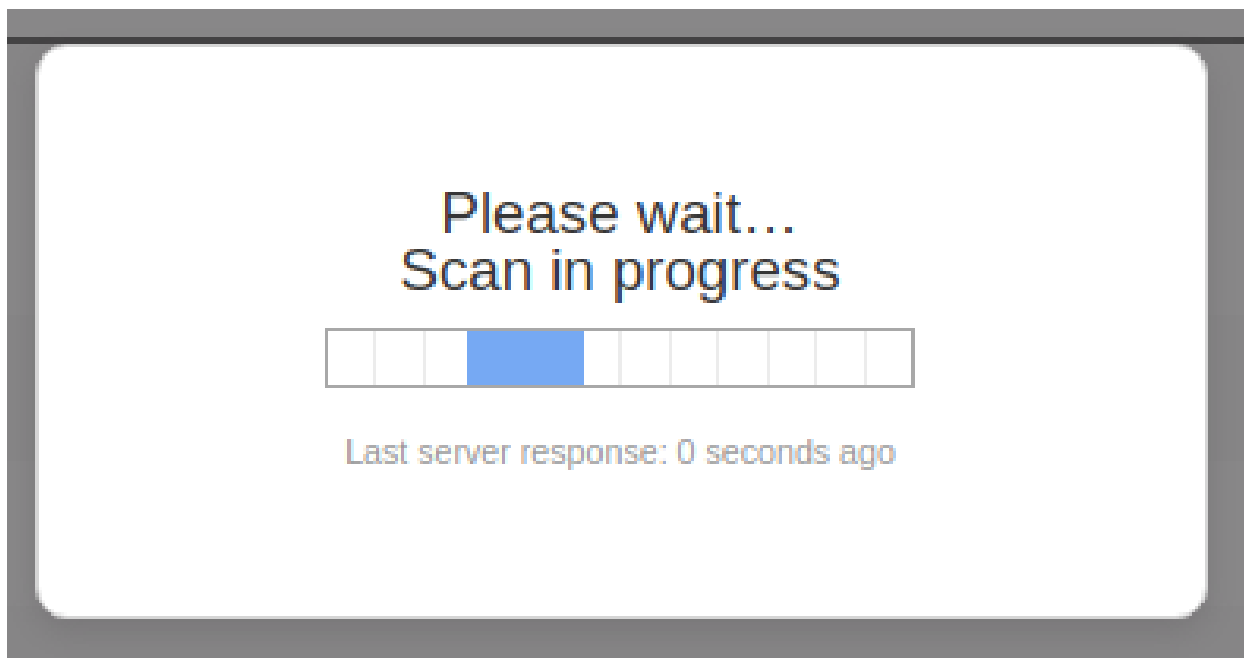 Please wait…
Scan in progress
Last server response: 0 seconds ago